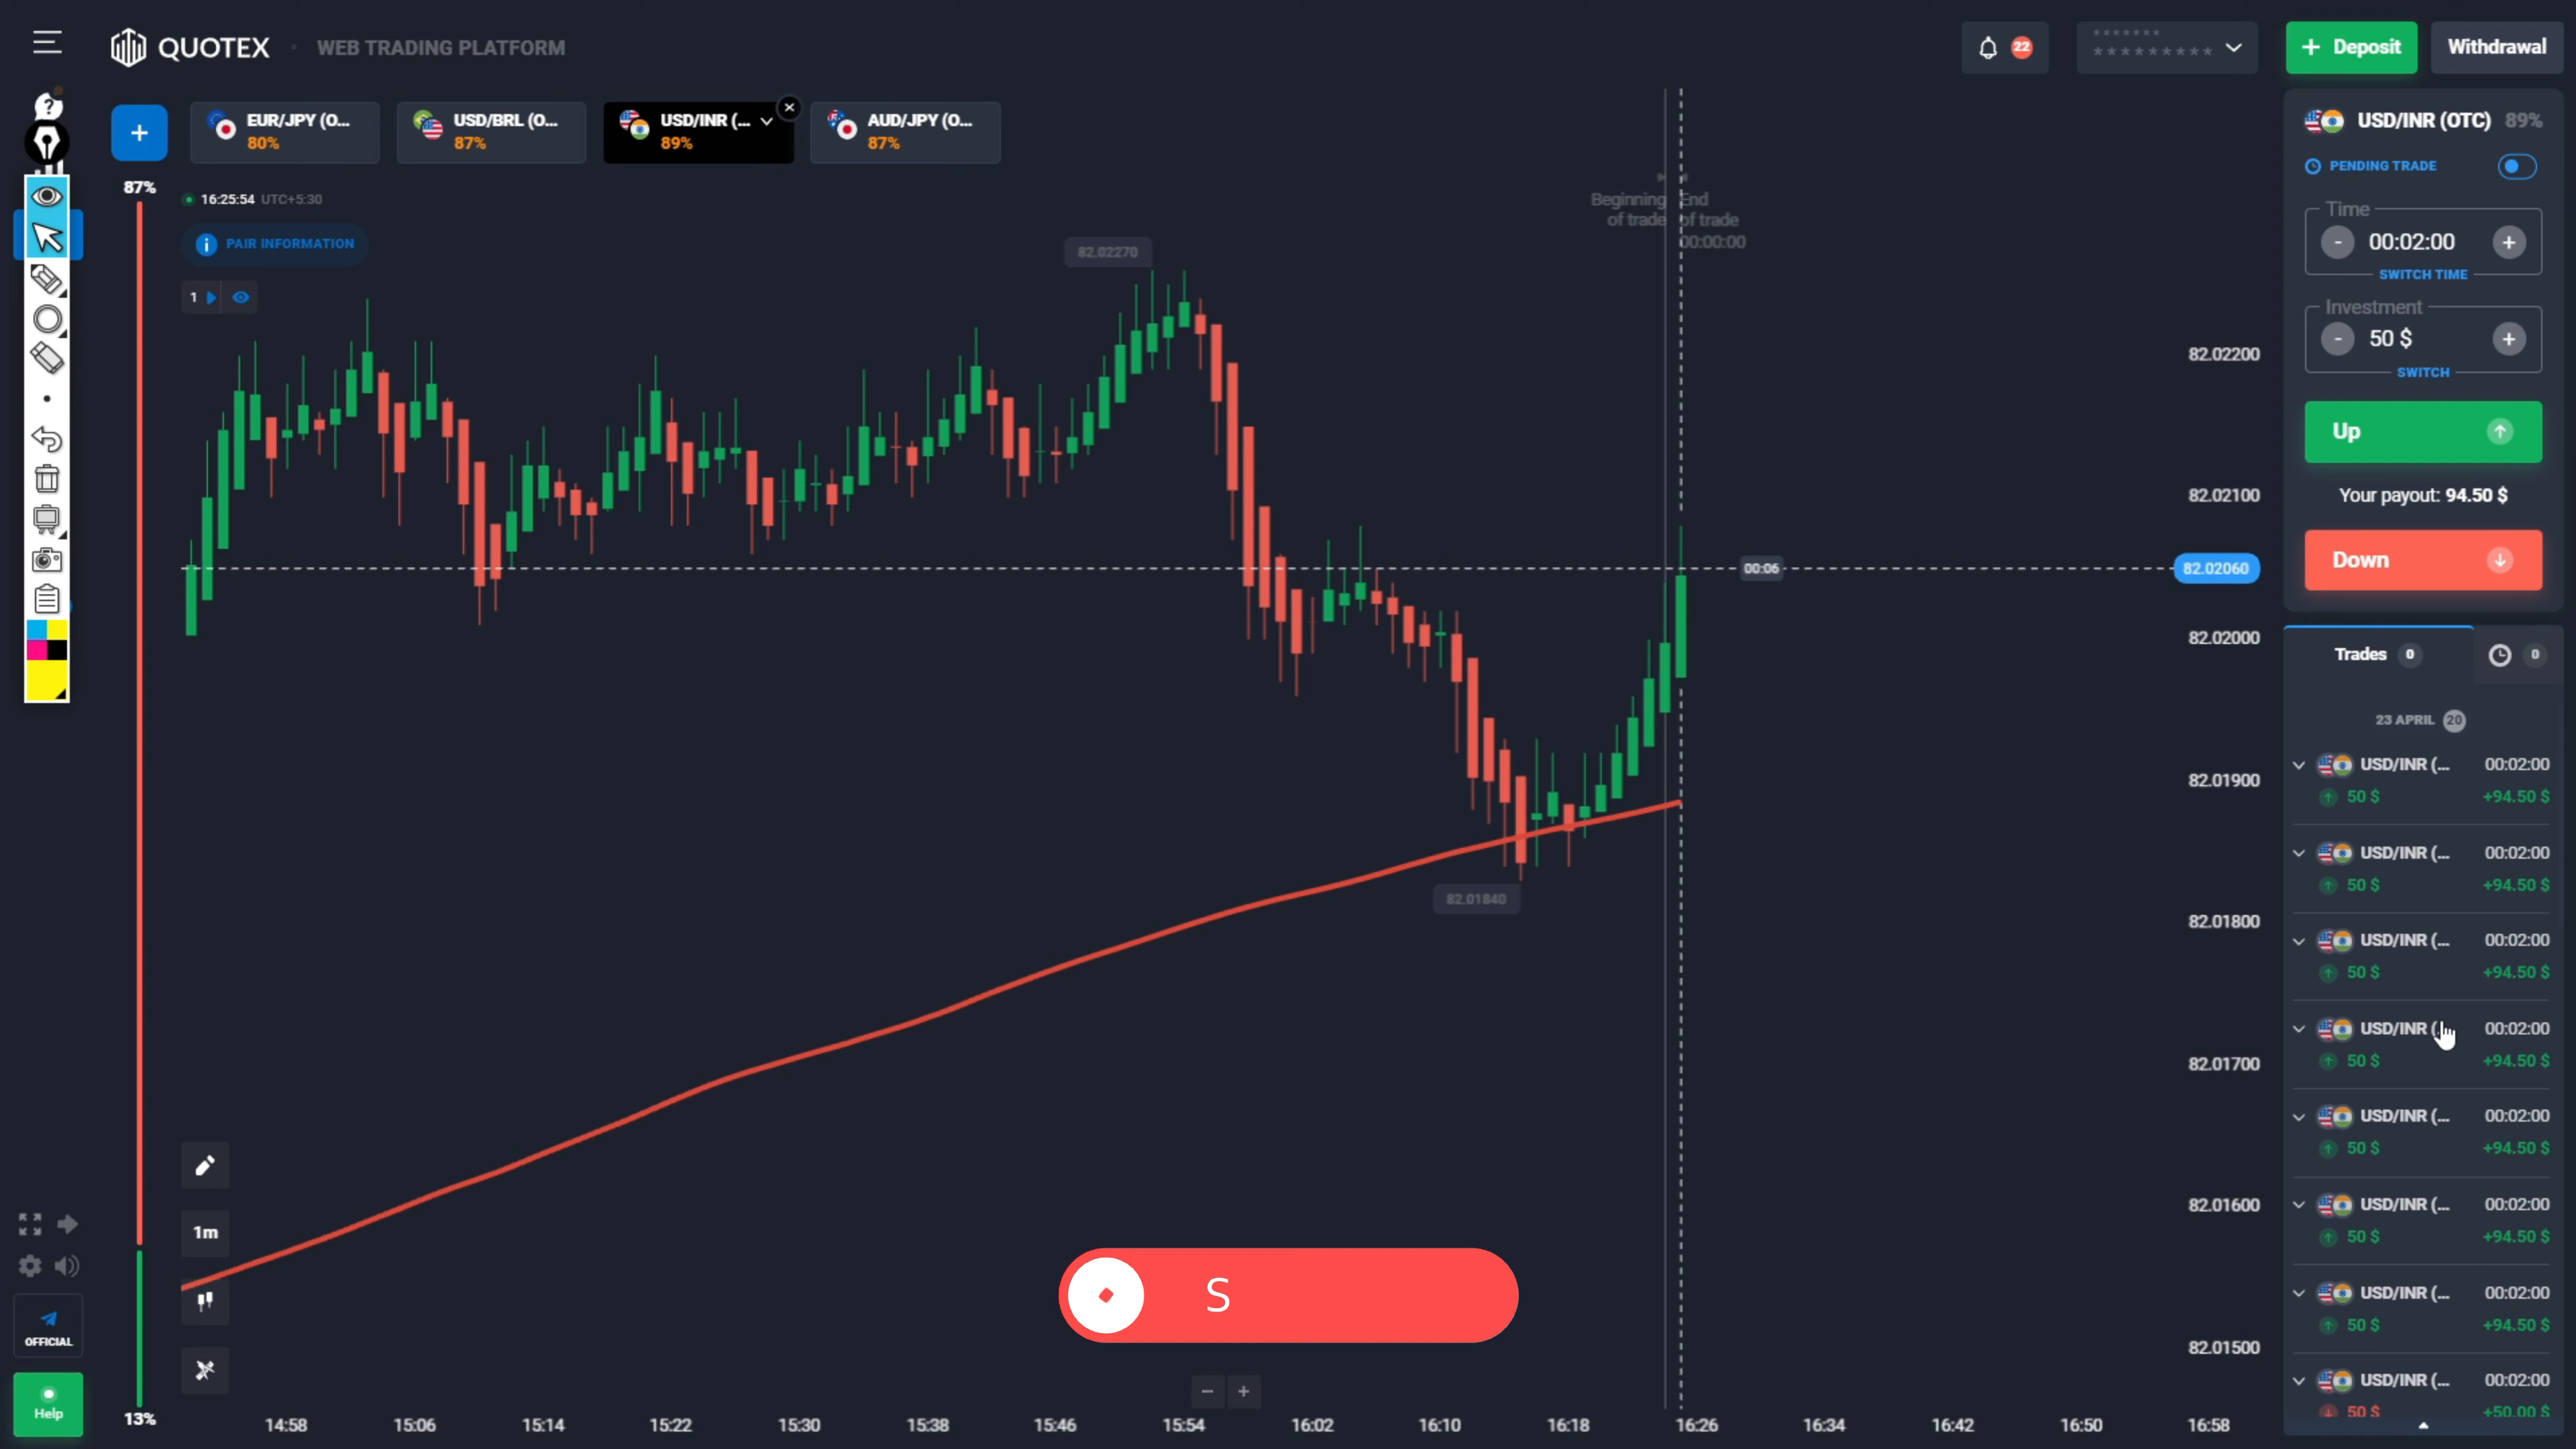 QUOTEX
WEB TRADING PLATFORM
22
*******
*********
+ Deposit
Withdrawal
EUR/JPY (O...
80%
USD/BRL (O...
87%
USD/INR (...
89%
AUD/JPY (O...
87%
87%
16:25:54 UTC+5:30
PAIR INFORMATION
1
Beginning
of trade
End
of trade
00:00:00
82.02270
82.01840
00:06
82.02200
82.02100
82.02060
82.02000
82.01900
82.01800
82.01700
82.01600
82.01500
1m
S
OFFICIAL
Help
13%
14:58
15:06
15:14
15:22
15:30
15:38
15:46
15:54
16:02
16:10
16:18
16:26
16:34
16:42
16:50
16:58
USD/INR (OTC) 89%
PENDING TRADE
Time
- 00:02:00 +
SWITCH TIME
Investment
- 50 $ +
SWITCH
Up
Your payout: 94.50 $
Down
Trades 0
0
23 APRIL 20
USD/INR (... 00:02:00
50 $ +94.50 $
USD/INR (... 00:02:00
50 $ +94.50 $
USD/INR (... 00:02:00
50 $ +94.50 $
USD/INR ( 00:02:00
50 $ +94.50 $
USD/INR (... 00:02:00
50 $ +94.50 $
USD/INR (... 00:02:00
50 $ +94.50 $
USD/INR (... 00:02:00
50 $ +94.50 $
USD/INR (... 00:02:00
50 $ +50.00 $